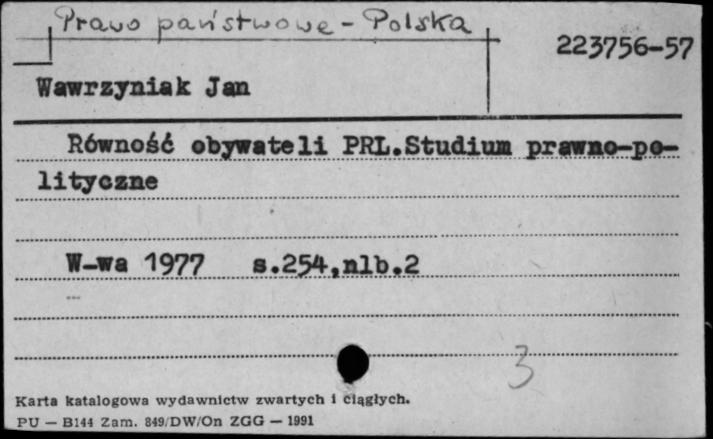 Prawo państwowe - Polska
223756-57
Wawrzyniak Jan
Równość obywateli PRL.Studium prawno-po-
lityczne
W-wa 1977 s.254,nlb.2
3
Karta katalogowa wydawnictw zwartych i ciągłych.
PU — B144 Zam. 849/DW/On ZGG — 1991